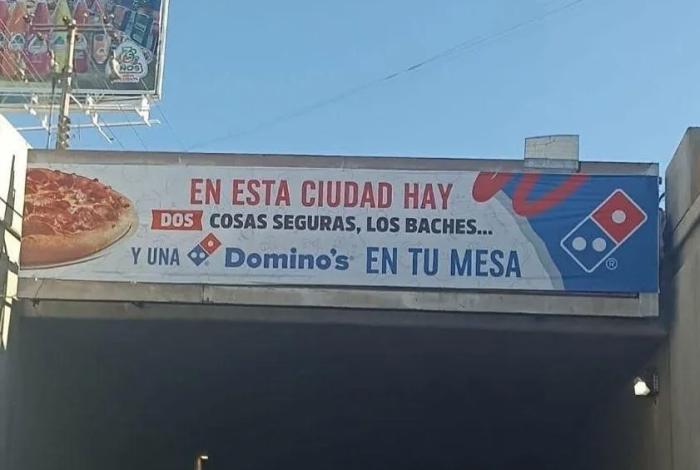 EN ESTA CIUDAD HAY
DOS COSAS SEGURAS, LOS BACHES...
Y UNA Domino's EN TU MESA
®